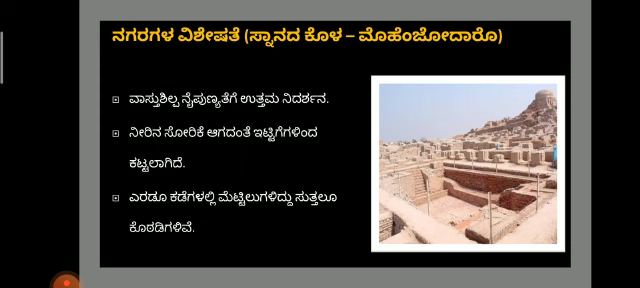 ನಗರಗಳ ವಿಶೇಷತೆ (ಸ್ನಾನದ ಕೊಳ – ಮೊಹೆಂಜೋದಾರೊ)
ವಾಸ್ತುಶಿಲ್ಪ ನೈಪುಣ್ಯತೆಗೆ ಉತ್ತಮ ನಿದರ್ಶನ.
ನೀರಿನ ಸೋರಿಕೆ ಆಗದಂತೆ ಇಟ್ಟಿಗೆಗಳಿಂದ
ಕಟ್ಟಲಾಗಿದೆ.
ಎರಡೂ ಕಡೆಗಳಲ್ಲಿ ಮೆಟ್ಟಿಲುಗಳಿದ್ದು ಸುತ್ತಲೂ
ಕೊಠಡಿಗಳಿವೆ.